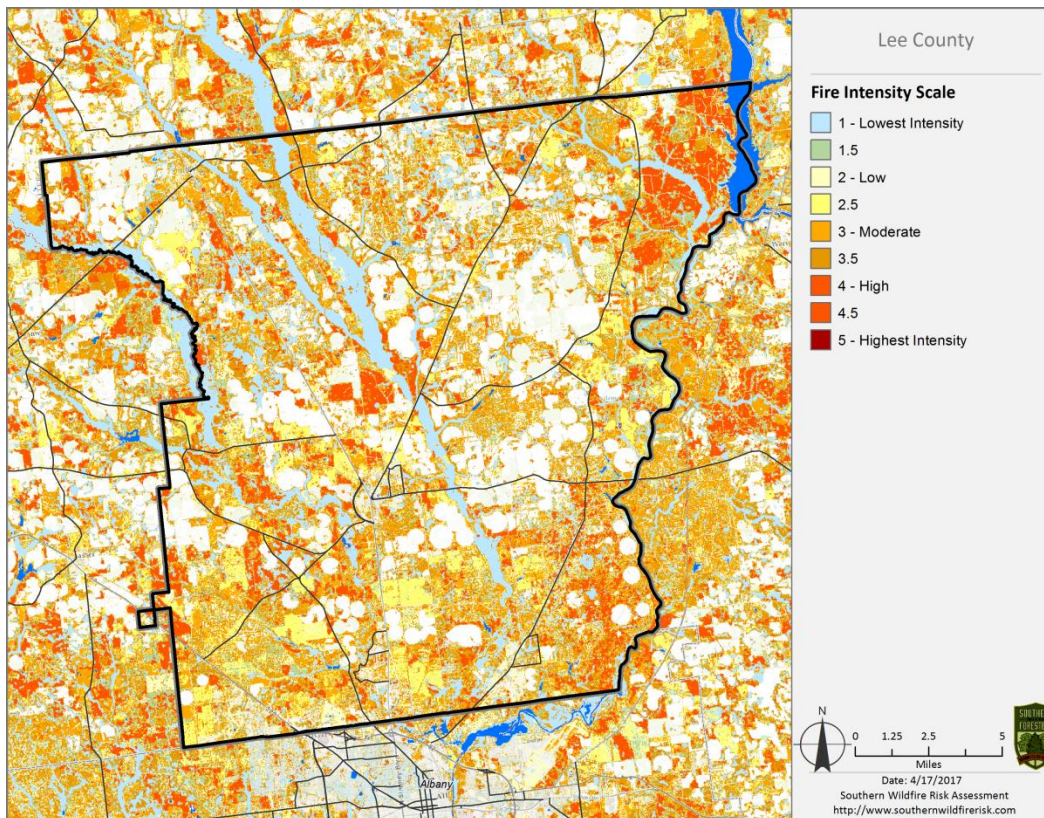 Lee County
Fire Intensity Scale
1 - Lowest Intensity
1.5
2 - Low
2.5
3 - Moderate
3.5
4 - High
4.5
5 - Highest Intensity
Albany
N
0 1.25 2.5 5
Miles
Date: 4/17/2017
Southern Wildfire Risk Assessment
http://www.southernwildfirerisk.com